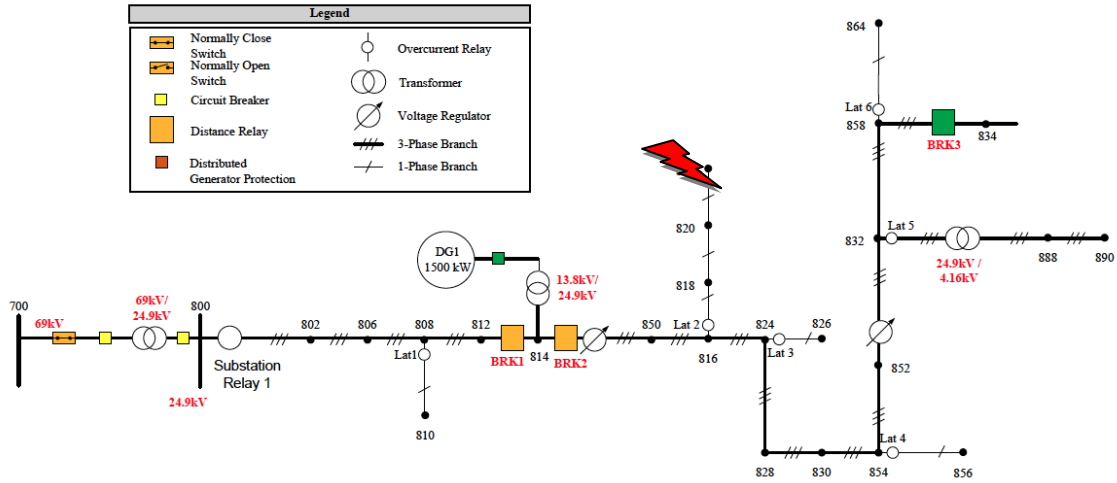 Legend
Normally Close
Switch
Normally Open
Switch
Circuit Breaker
Distance Relay
Distributed
Generator Protection
Overcurrent Relay
Transformer
Voltage Regulator
3-Phase Branch
1-Phase Branch
864
Lat 6
858
BRK3
834
820
DG1
1500 kW
13.8kV/
24.9kV
818
832
Lat 5
24.9kV /
4.16kV
888
890
700
69kV
69kV/
24.9kV
800
24.9kV
Substation
Relay 1
802
806
808
Lat1
810
812
BRK1
814
BRK2
850
Lat 2
816
824
826
Lat 3
852
828
830
854
Lat 4
856